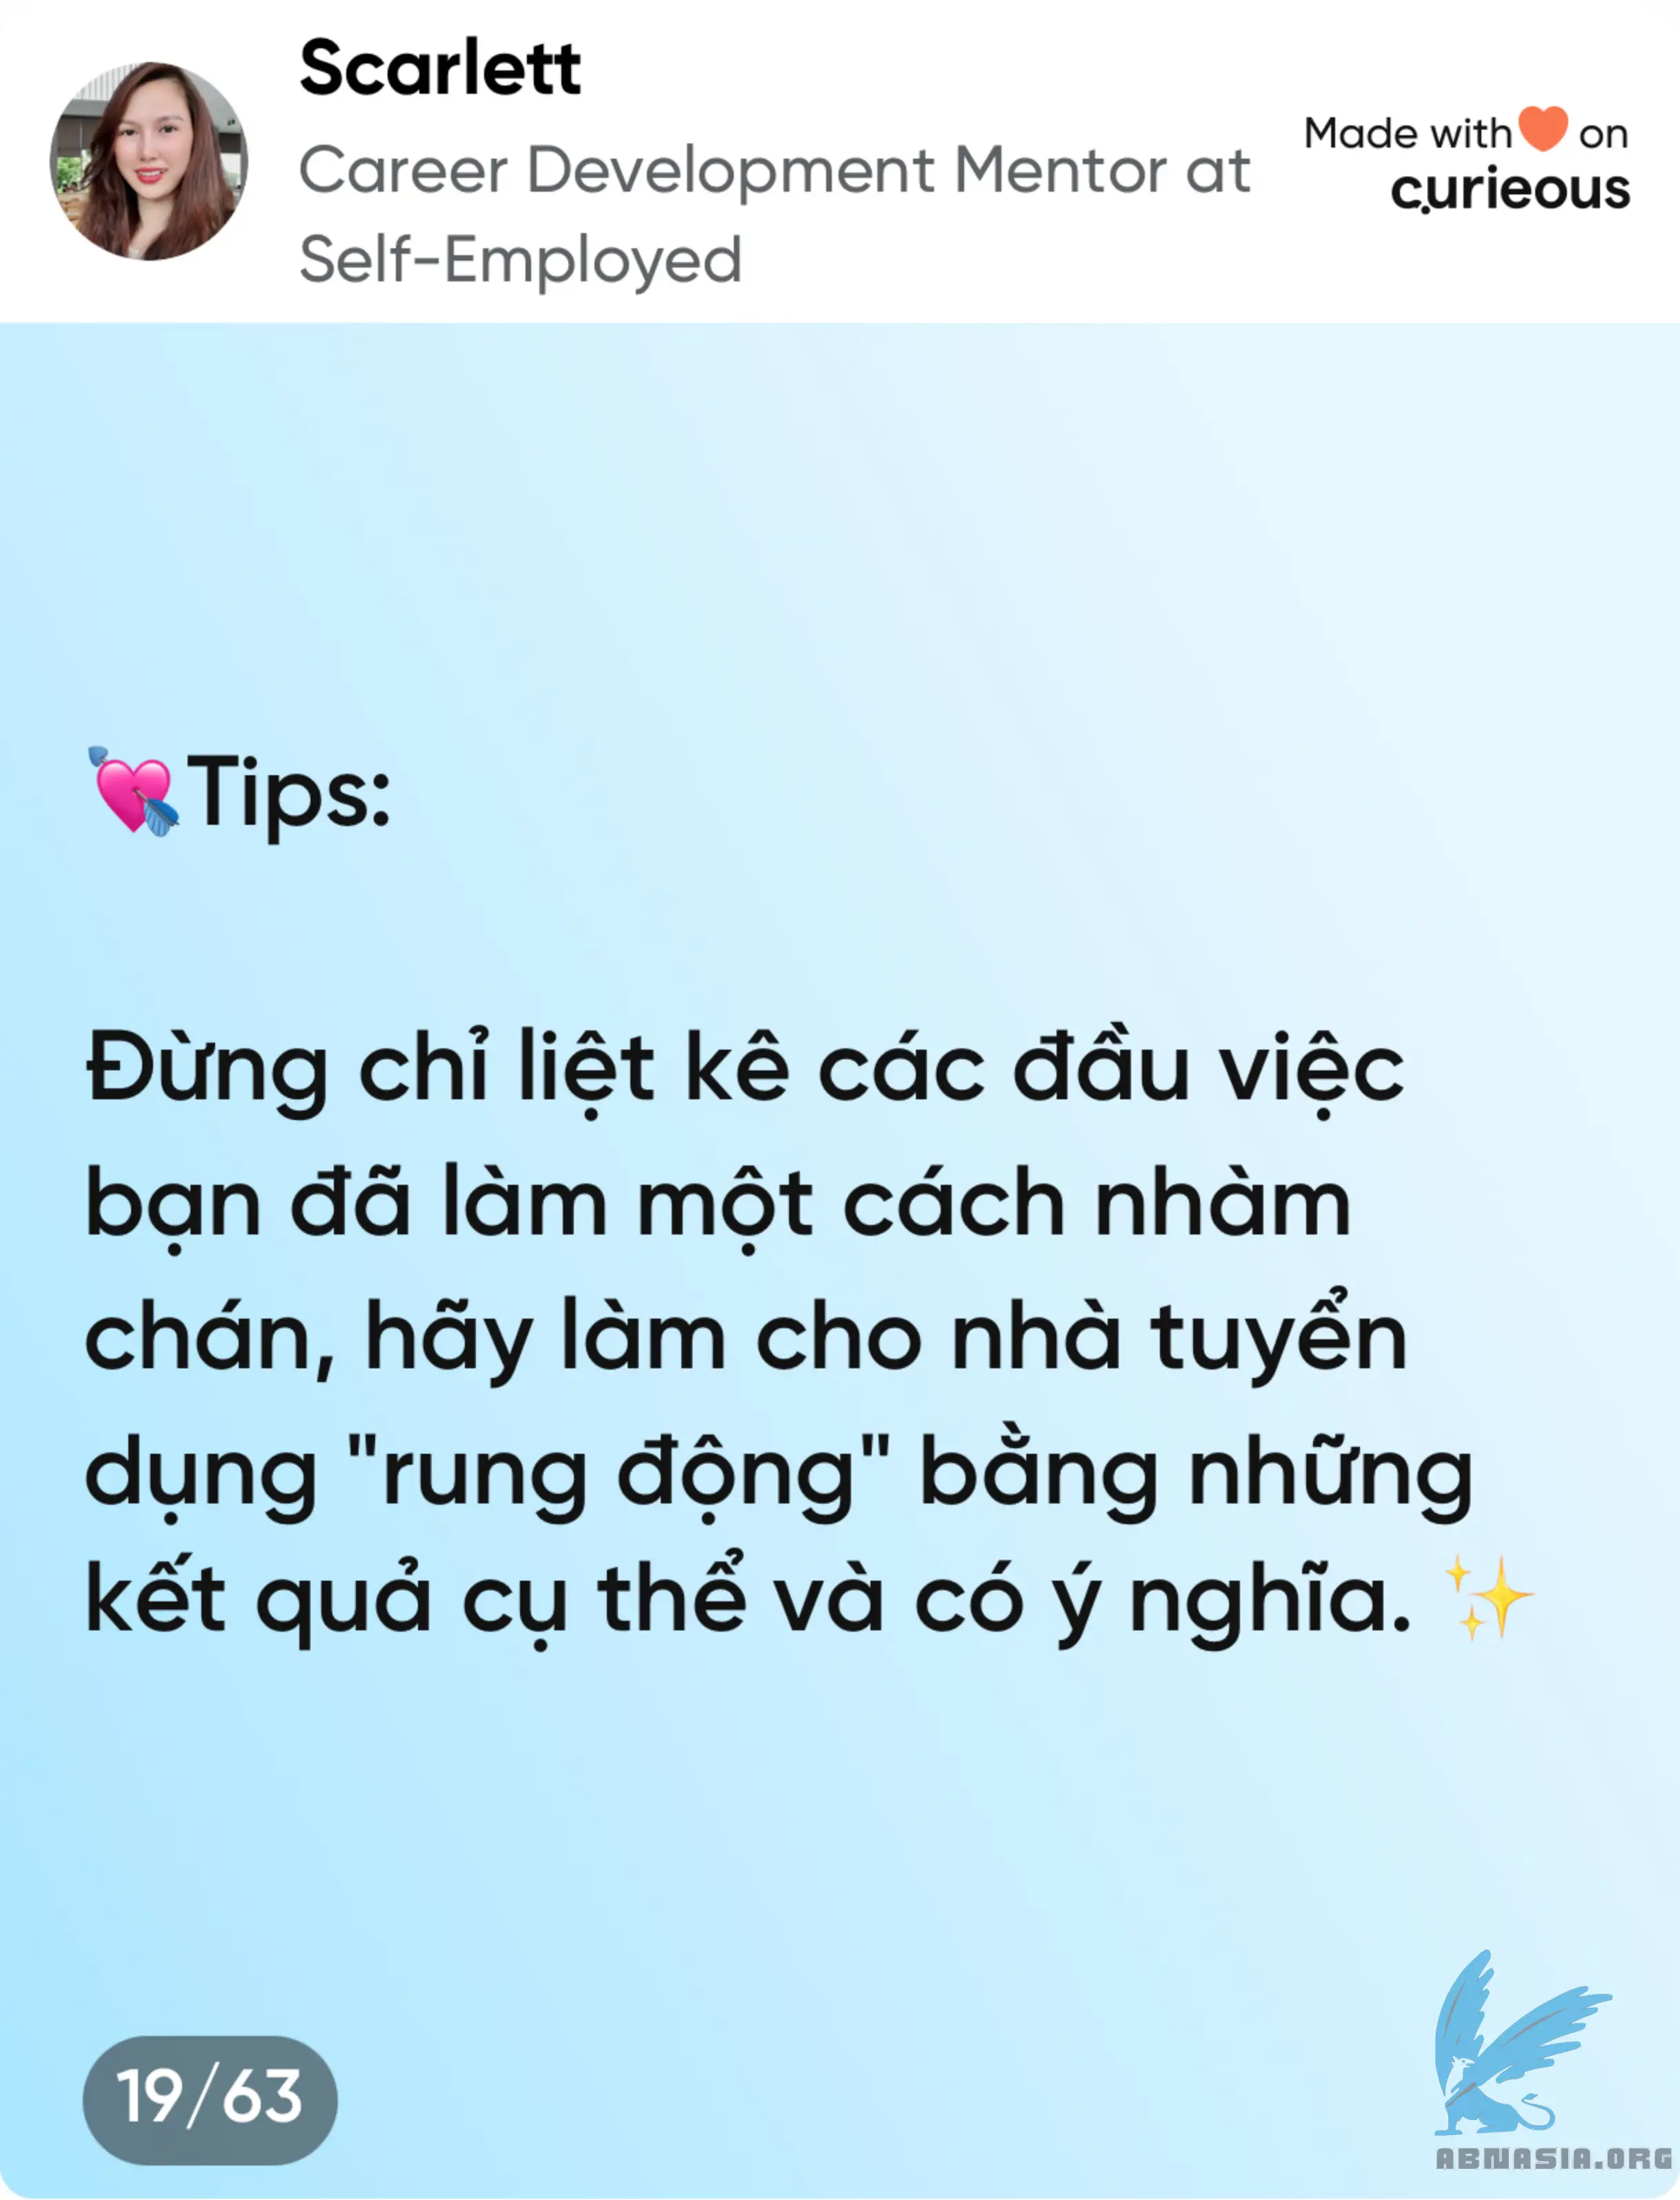 Scarlett
Career Development Mentor at
Self-Employed
Made with🧡on
curieous
💘Tips:
Đừng chỉ liệt kê các đầu việc
bạn đã làm một cách nhàm
chán, hãy làm cho nhà tuyển
dụng "rung động" bằng những
kết quả cụ thể và có ý nghĩa. ✨
19/63
ABNASIA.ORG